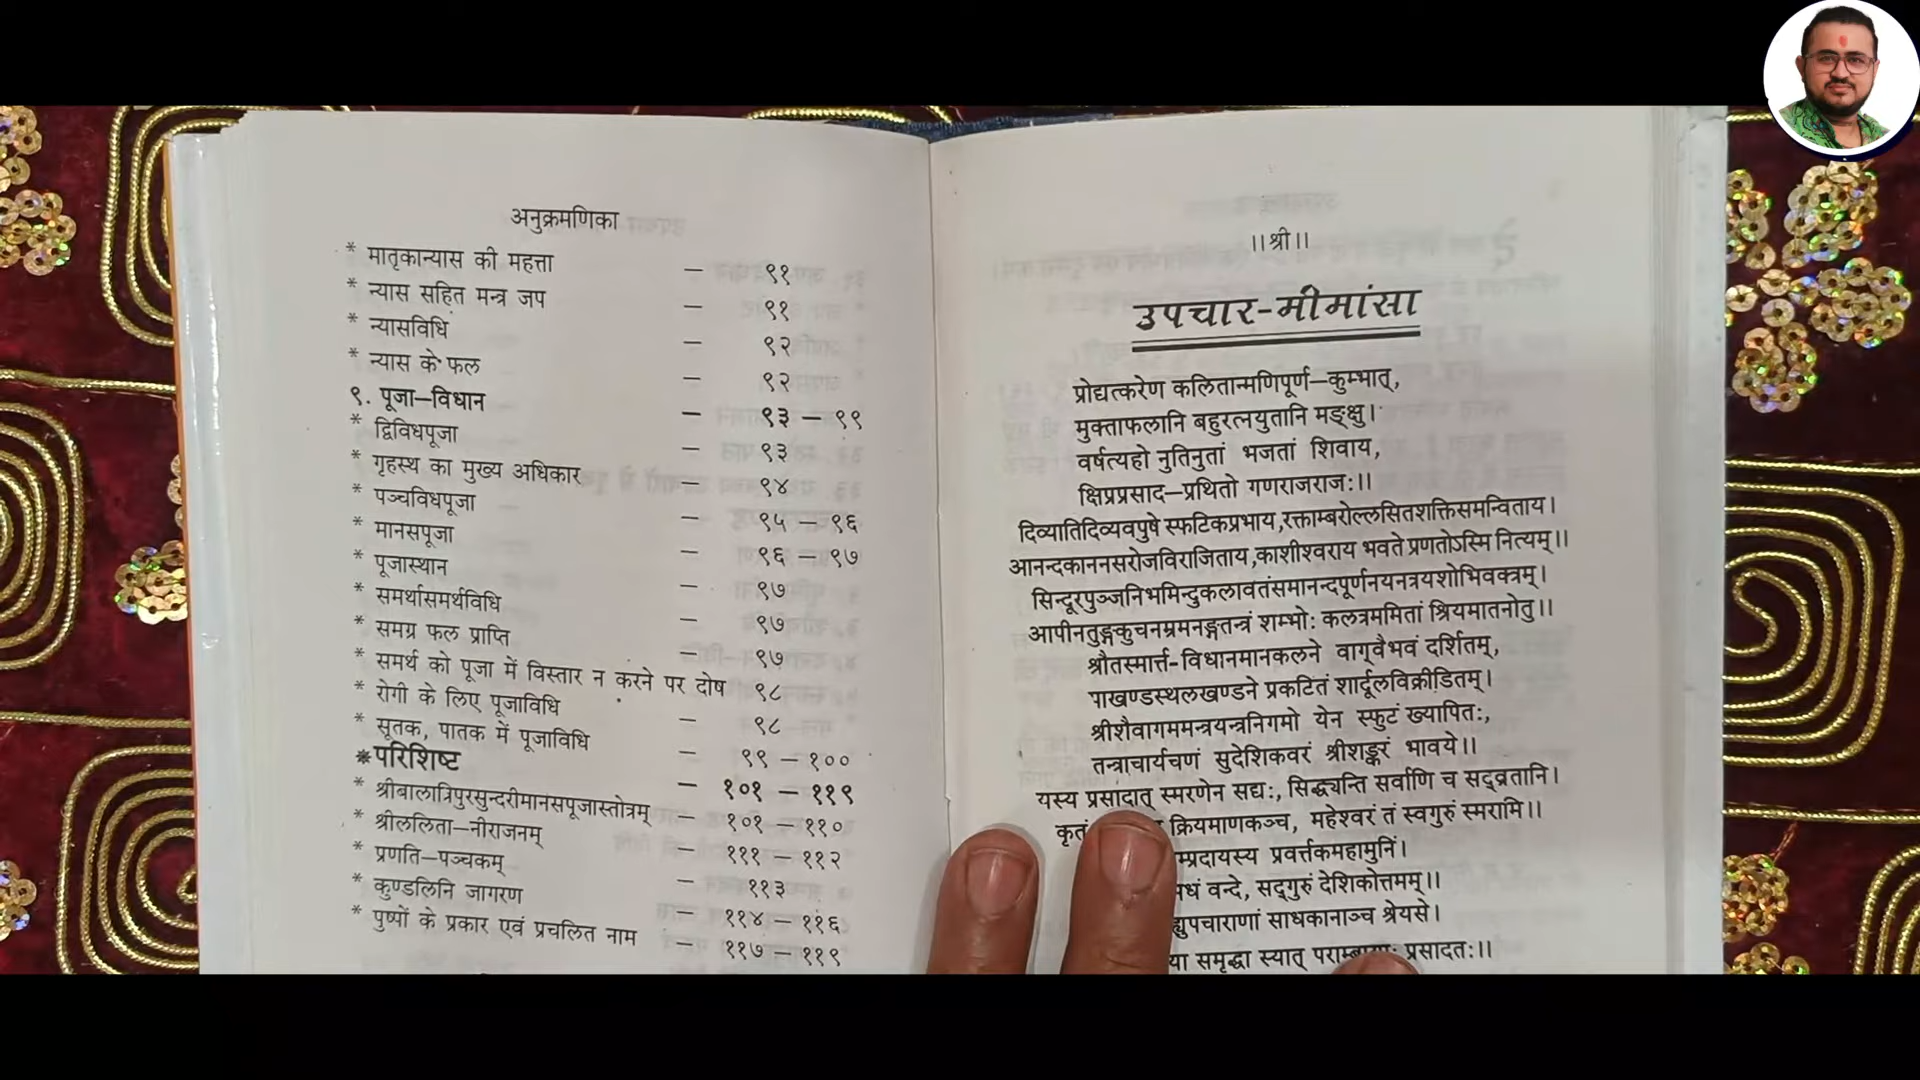 अनुक्रमणिका
* मातृकान्यास की महत्ता — ९१
* न्यास सहित मन्त्र जप — ९१
* न्यासविधि — ९२
* न्यास के फल — ९२
९. पूजा—विधान — ९३ — ९९
* द्विविधपूजा — ९३
* गृहस्थ का मुख्य अधिकार — ९४
* पञ्चविधपूजा — ९५ — ९६
* मानसपूजा — ९६ — ९७
* पूजास्थान — ९७
* समर्थासमर्थविधि — ९७
* समग्र फल प्राप्ति — ९७
* समर्थ को पूजा में विस्तार न करने पर दोष ९८
* रोगी के लिए पूजाविधि — ९८
* सूतक, पातक में पूजाविधि — ९९ — १००
*परिशिष्ट — १०१ — ११९
* श्रीबालात्रिपुरसुन्दरीमानसपूजास्तोत्रम् — १०१ — ११०
* श्रीललिता—नीराजनम् — १११ — ११२
* प्रणति—पञ्चकम् — ११३
* कुण्डलिनि जागरण — ११४ — ११६
* पुष्पों के प्रकार एवं प्रचलित नाम — ११७ — ११९
।।श्री।।
उपचार-मीमांसा
प्रोद्यत्करेण कलितान्मणिपूर्ण—कुम्भात्,
मुक्ताफलानि बहुरत्नयुतानि मङ्क्षु।
वर्षत्यहो नुतिनुतां भजतां शिवाय,
क्षिप्रप्रसाद—प्रथितो गणराजराजः।।
दिव्यातिदिव्यवपुषे स्फटिकप्रभाय,रक्ताम्बरोल्लसितशक्तिसमन्विताय।
आनन्दकाननसरोजविराजिताय,काशीश्वराय भवते प्रणतोऽस्मि नित्यम्।।
सिन्दूरपुञ्जनिभमिन्दुकलावतंसमानन्दपूर्णनयनत्रयशोभिवक्त्रम्।
आपीनतुङ्गकुचनम्रमनङ्गतन्त्रं शम्भोः कलत्रममितां श्रियमातनोतु।।
श्रौतस्मार्त्त-विधानमानकलने वाग्वैभवं दर्शितम्,
पाखण्डस्थलखण्डने प्रकटितं शार्दूलविक्रीडितम्।
श्रीशैवागममन्त्रयन्त्रनिगमो येन स्फुटं ख्यापितः,
तन्त्राचार्यचणं सुदेशिकवरं श्रीशङ्करं भावये।।
यस्य प्रसादात् स्मरणेन सद्यः, सिद्ध्यन्ति सर्वाणि च सद्व्रतानि।
कृतं क्रियमाणकञ्च, महेश्वरं तं स्वगुरुं स्मरामि।।
म्प्रदायस्य प्रवर्त्तकमहामुनिं।
वन्दे, सद्गुरुं देशिकोत्तमम्।।
ह्युपचाराणां साधकानाञ्च श्रेयसे।
या समृद्धा स्यात् प्रसादतः।।